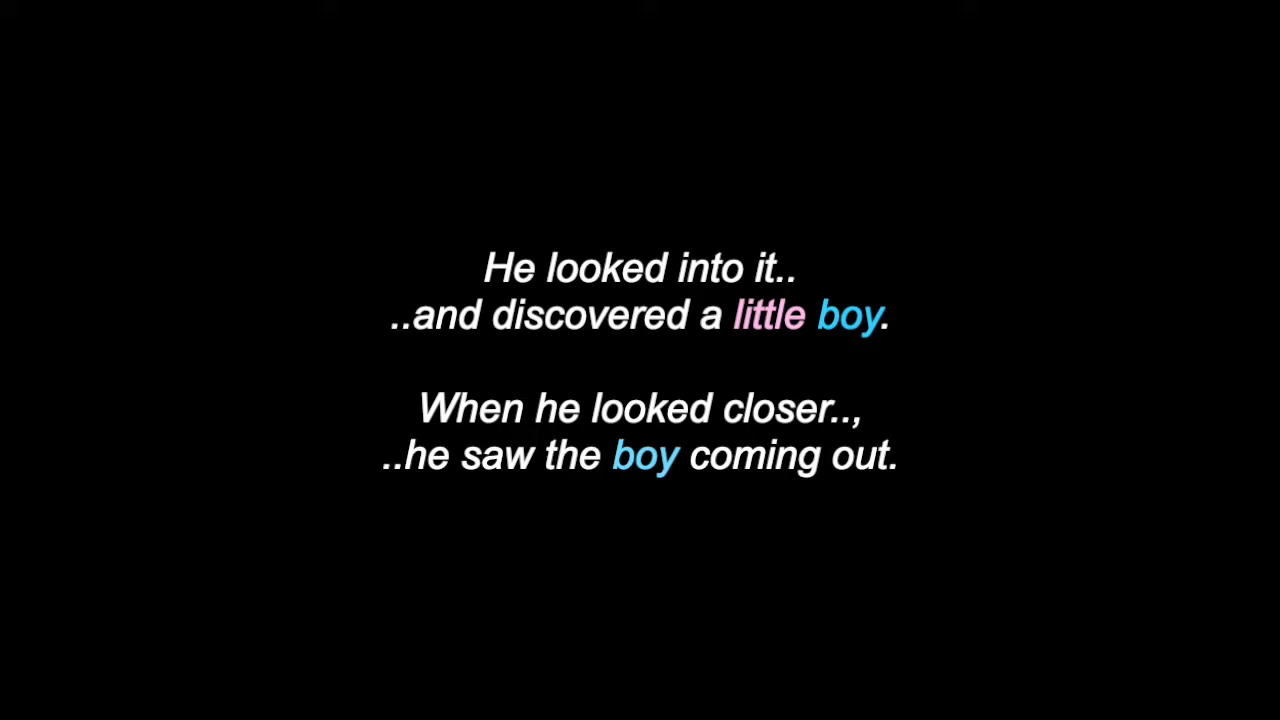 He looked into it..
..and discovered a little boy.
When he looked closer..,
..he saw the boy coming out.